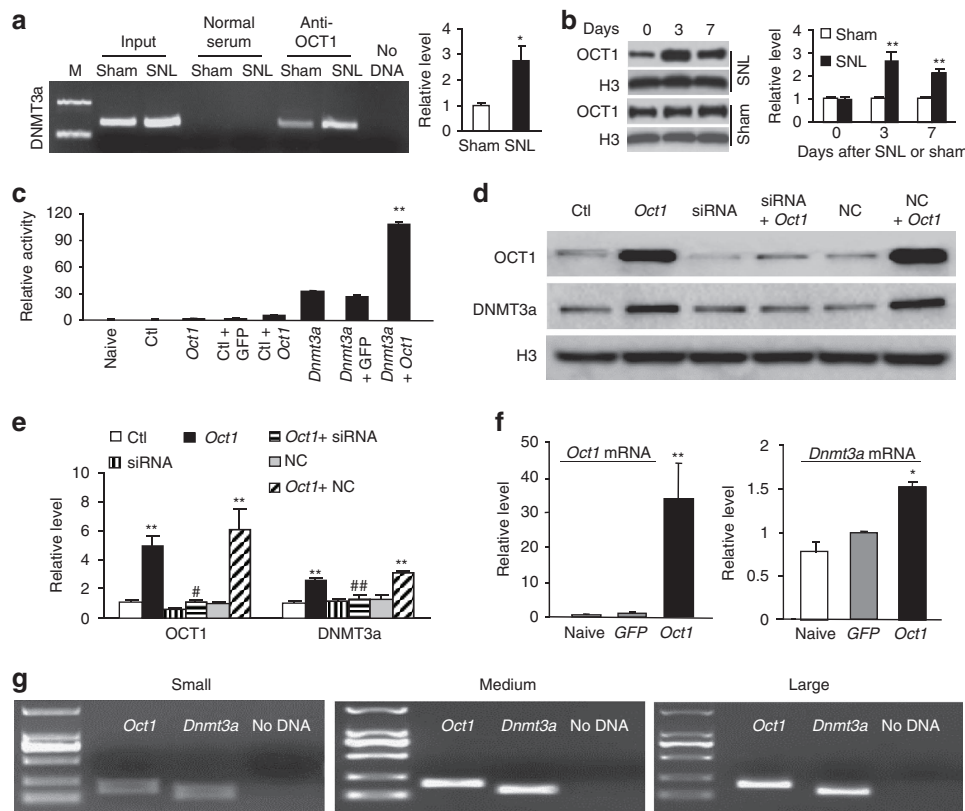 a
Input
Normal serum
Anti-OCT1
No DNA
M Sham SNL Sham SNL Sham SNL
DNMT3a
Relative level
4
3
2
1
0
*
Sham SNL
b
Days 0 3 7
OCT1
H3
SNL
OCT1
H3
Sham
Relative level
4
3
2
1
0
Sham
SNL
**
**
0 3 7
Days after SNL or sham
c
Relative activity
120
90
60
30
0
**
Naive
Ctl
Oct1
Ctl + GFP
Ctl + Oct1
Dnmt3a
Dnmt3a + GFP
Dnmt3a + Oct1
d
Ctl Oct1 siRNA siRNA + Oct1 NC NC + Oct1
OCT1
DNMT3a
H3
e
Ctl Oct1 Oct1+ siRNA
siRNA NC
Oct1+ NC
Relative level
10
8
6
4
2
0
**
#
**
**
##
**
OCT1 DNMT3a
f
Relative level
50
40
30
20
10
0
Oct1 mRNA
**
Naive GFP Oct1
Relative level
2
1.5
1
0.5
0
Dnmt3a mRNA
*
Naive GFP Oct1
g
Small Medium Large
Oct1 Dnmt3a No DNA
Oct1 Dnmt3a No DNA
Oct1 Dnmt3a No DNA